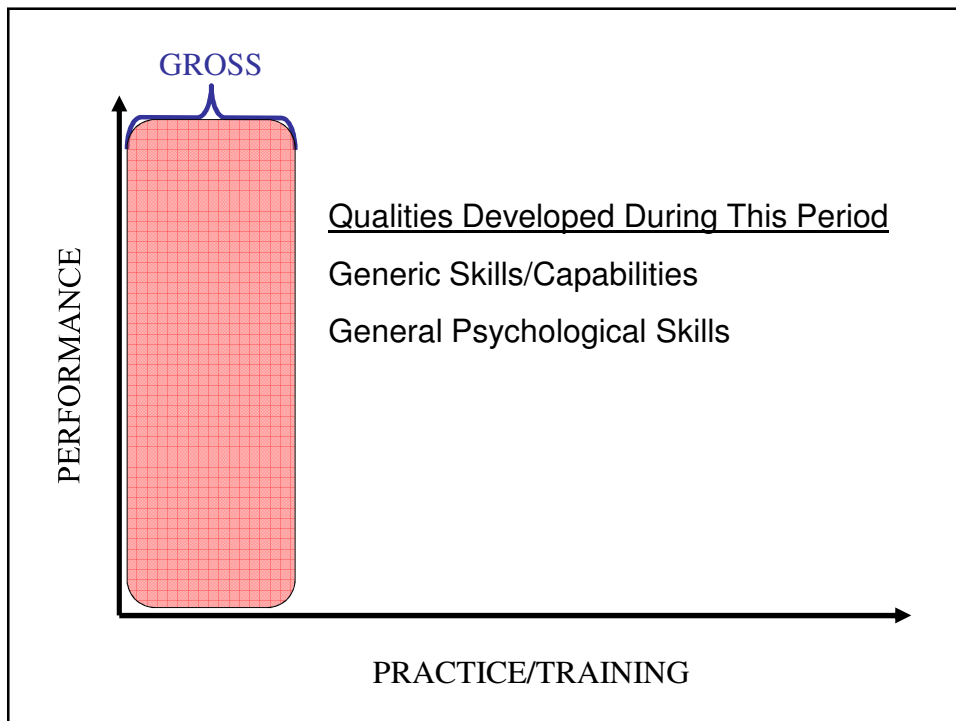 GROSS
Qualities Developed During This Period
Generic Skills/Capabilities
General Psychological Skills
PERFORMANCE
PRACTICE/TRAINING